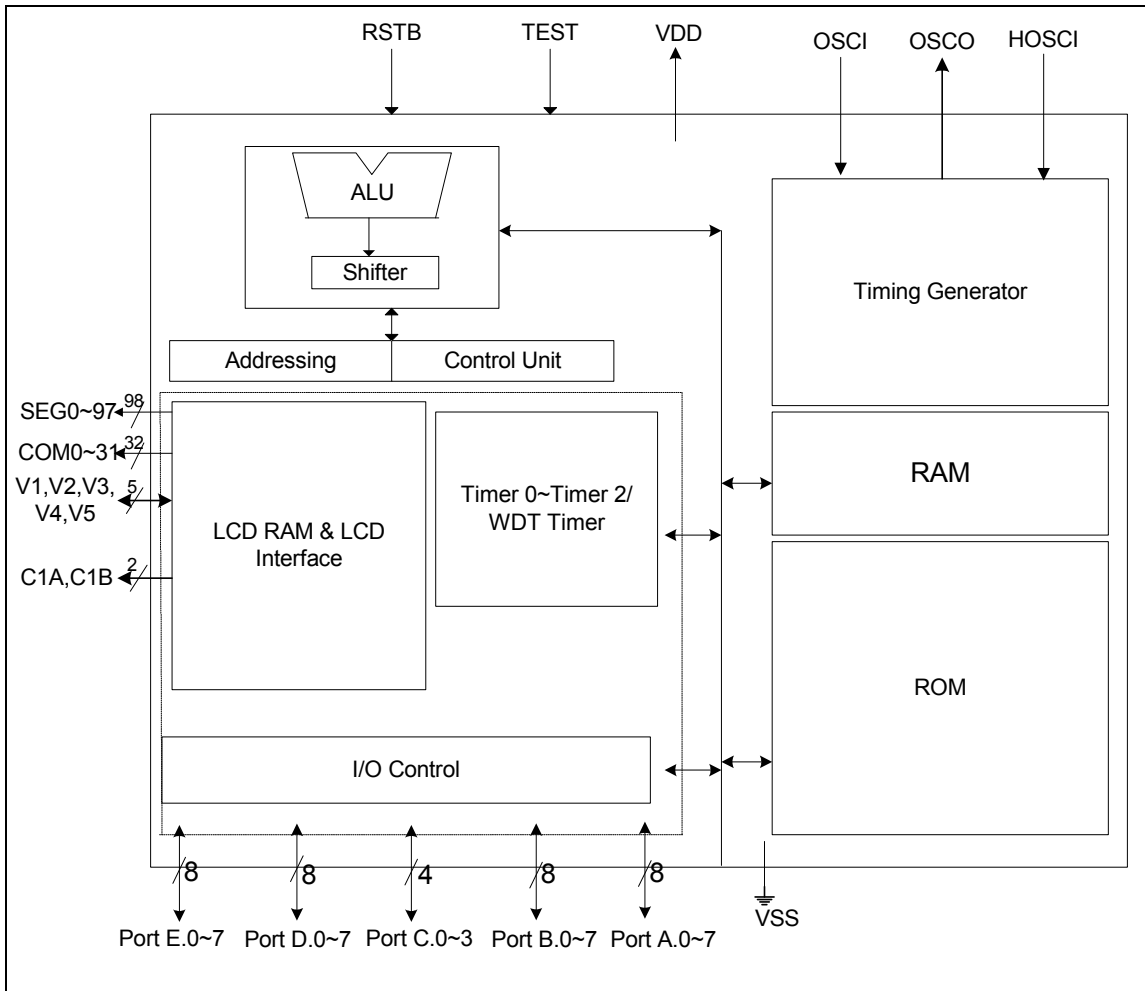 RSTB
TEST
VDD
OSCI
OSCO
HOSCI
ALU
Shifter
Timing Generator
Addressing
Control Unit
SEG0~97
98
COM0~31
32
V1,V2,V3,
V4,V5
5
C1A,C1B
2
LCD RAM & LCD
Interface
Timer 0~Timer 2/
WDT Timer
RAM
ROM
I/O Control
8
8
4
8
8
Port E.0~7
Port D.0~7
Port C.0~3
Port B.0~7
Port A.0~7
VSS